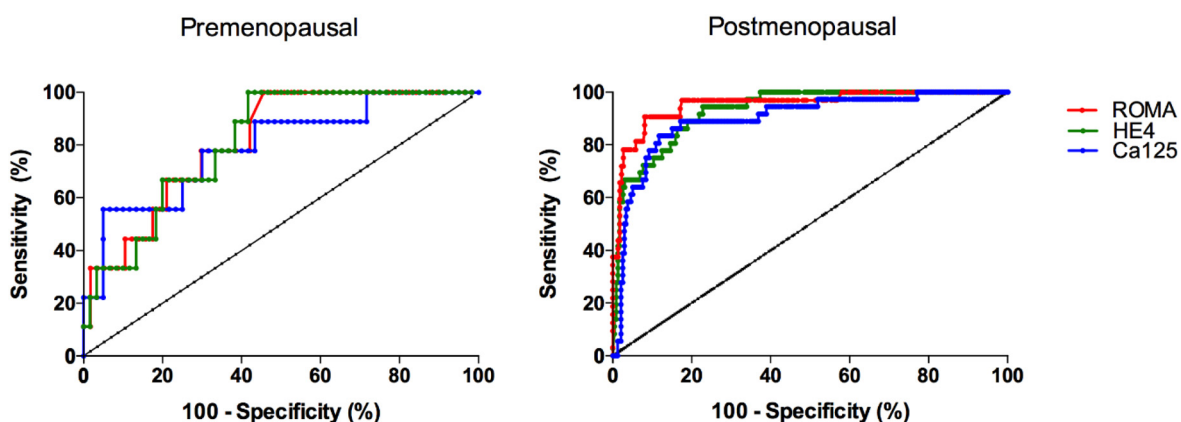 Premenopausal
100
80
60
40
20
0
Sensitivity (%)
0 20 40 60 80 100
100 - Specificity (%)
Postmenopausal
100
80
60
40
20
0
Sensitivity (%)
0 20 40 60 80 100
100 - Specificity (%)
ROMA
HE4
Ca125